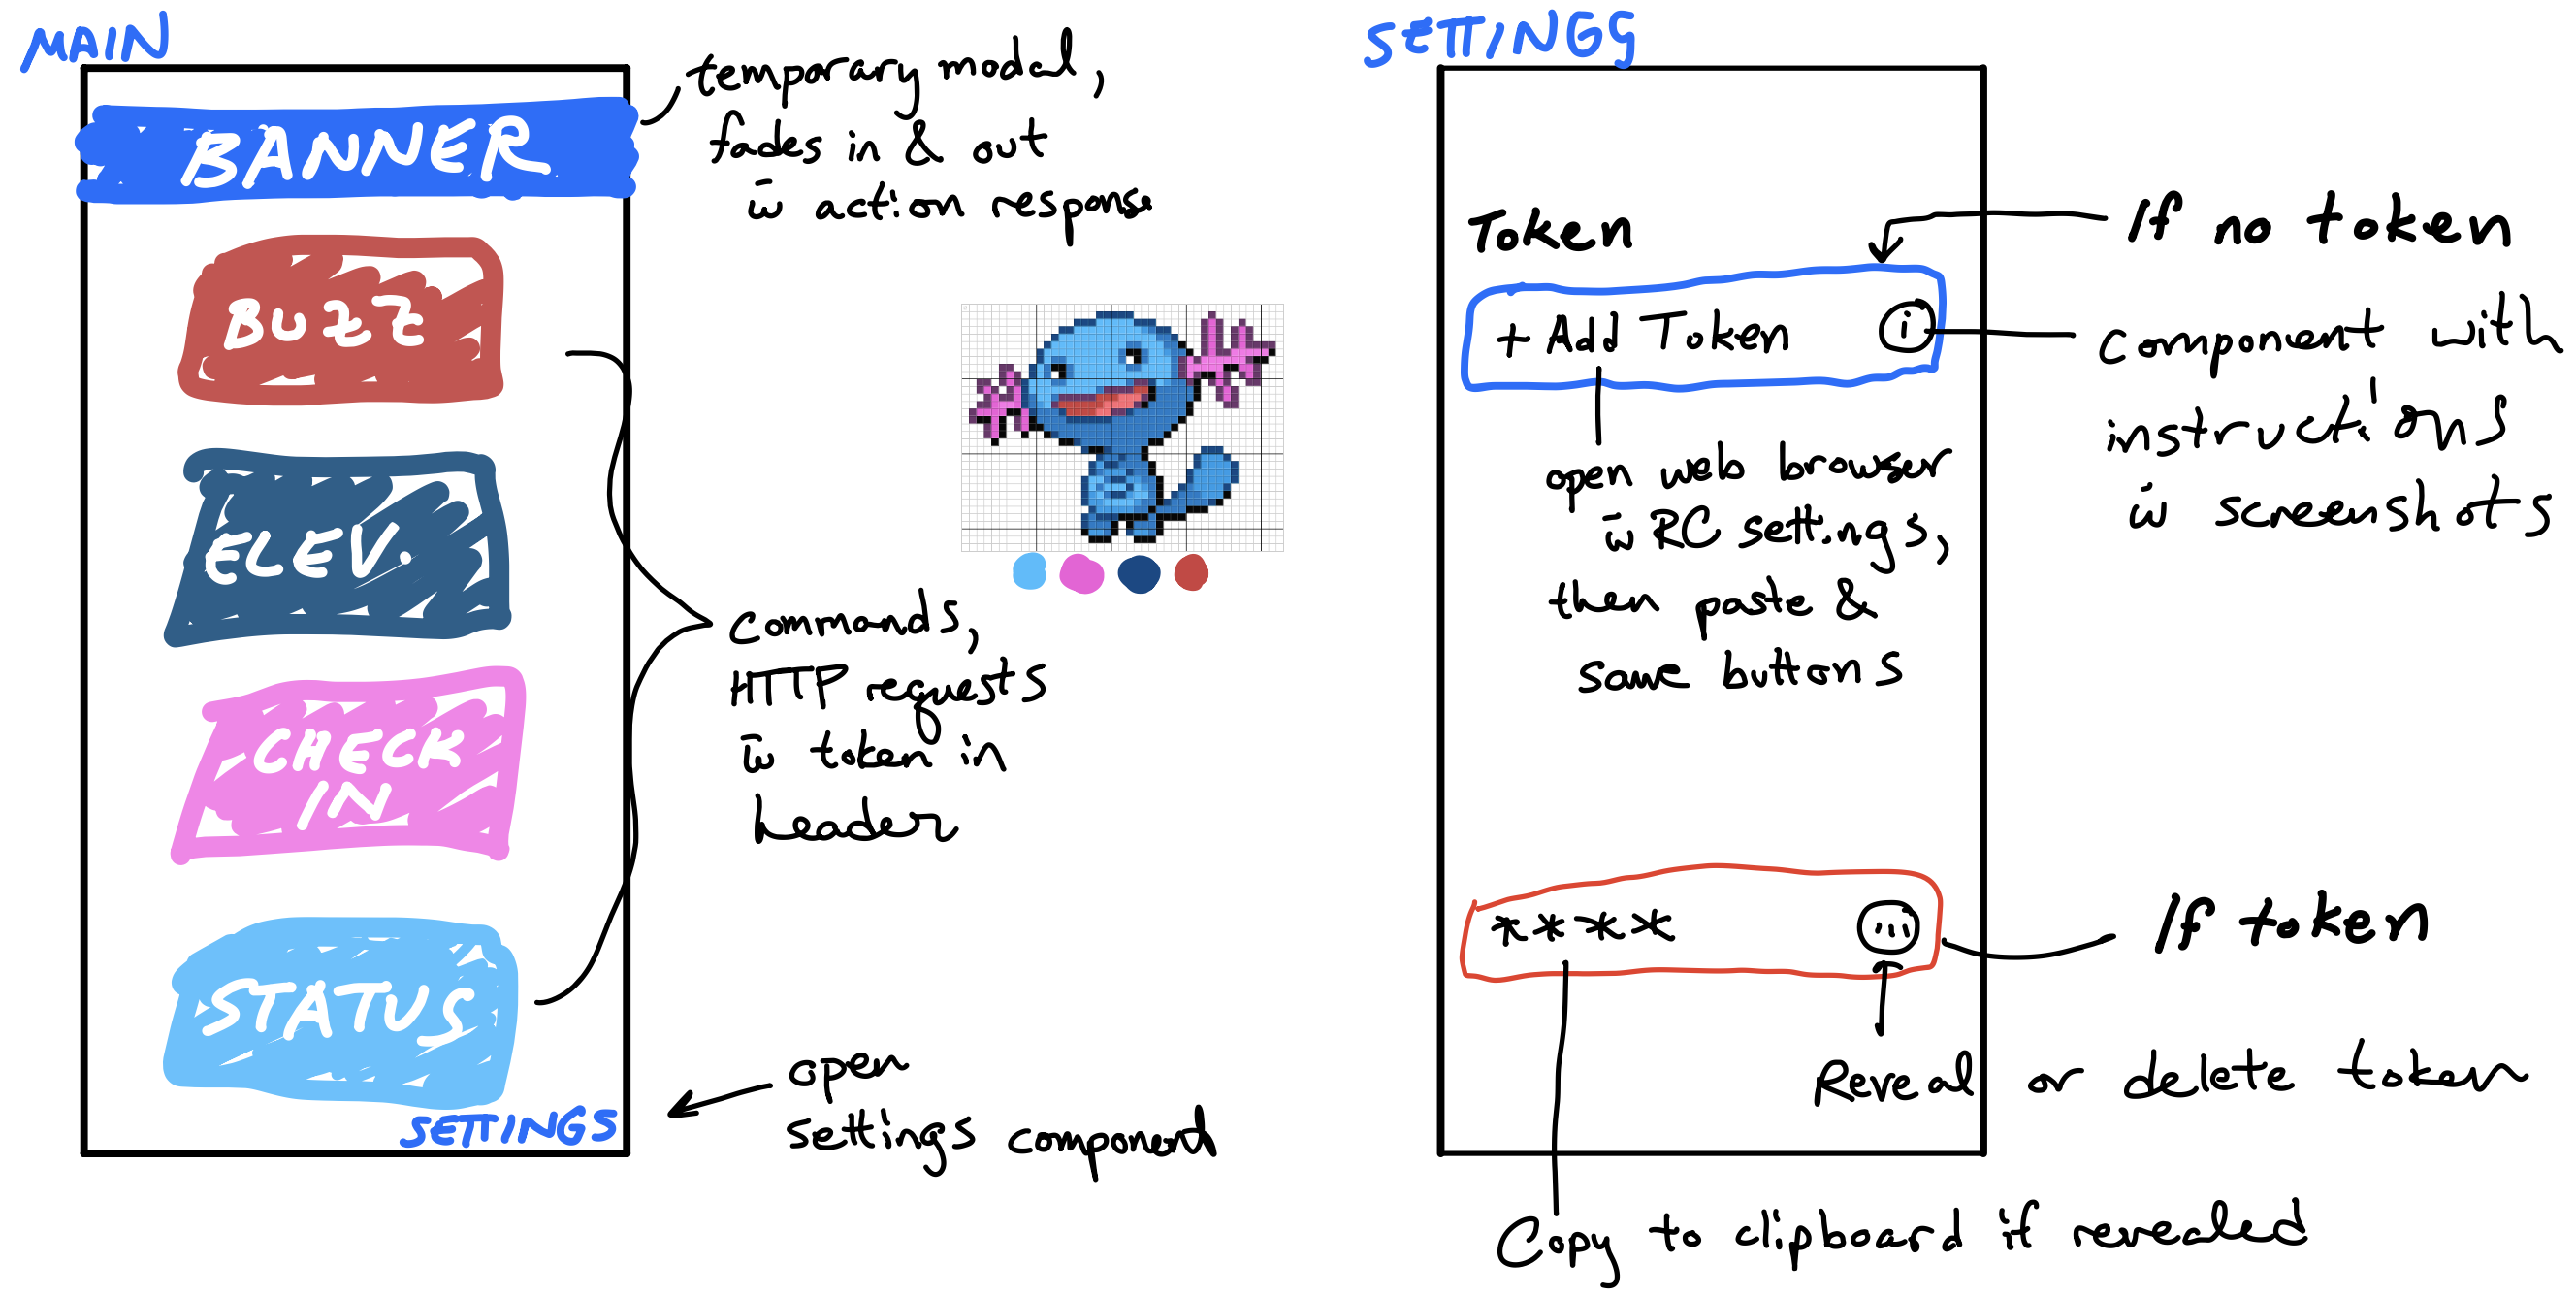 MAIN
BANNER
BUZZ
ELEV.
CHECK
IN
STATUS
SETTINGS
temporary modal,
fades in & out
w̄ action response
Commands,
HTTP requests
w̄ token in
header
open
settings component
SETTINGS
Token
+ Add Token i
open web browser
w̄ RC settings,
then paste &
save buttons
If no token
component with
instructions
w̄ screenshots
**** ...
If token
Reveal or delete token
Copy to clipboard if revealed